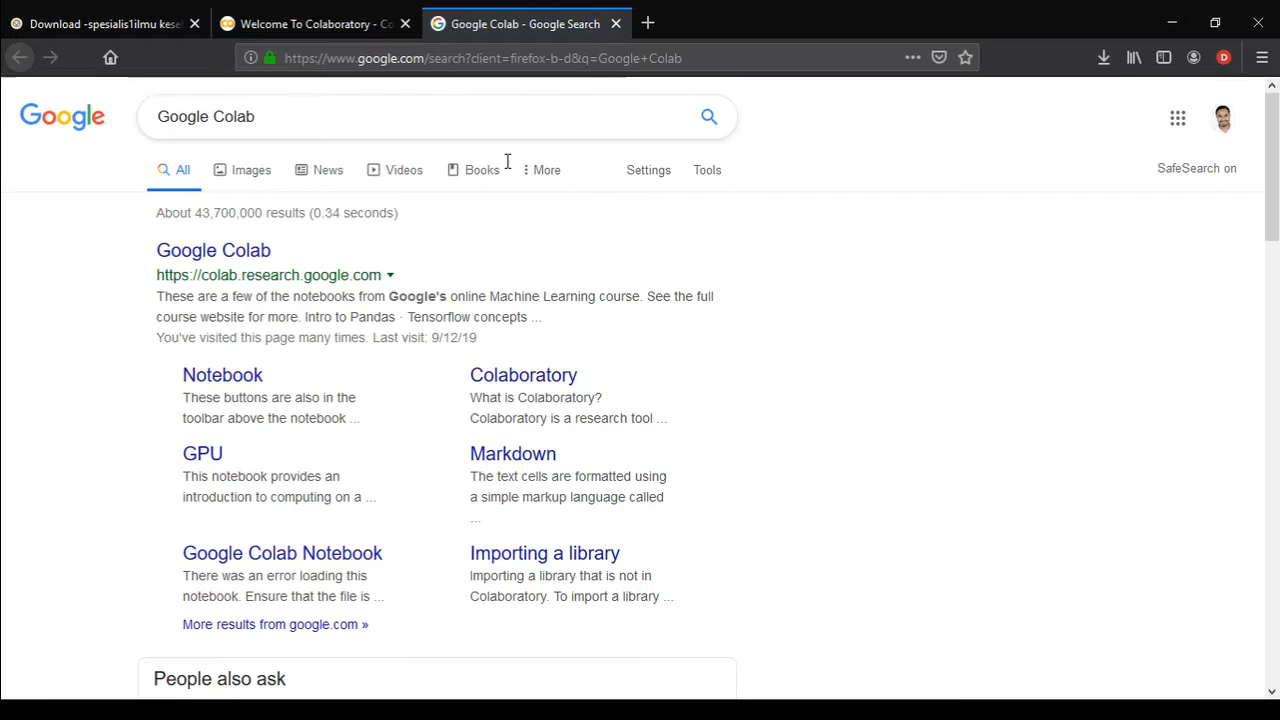 Download -spesialis1ilmu kese
Welcome To Colaboratory - Co
Google Colab - Google Search
https://www.google.com/search?client=firefox-b-d&q=Google+Colab
D
Google
Google Colab
All
Images
News
Videos
Books
More
Settings
Tools
SafeSearch on
About 43,700,000 results (0.34 seconds)
Google Colab
https://colab.research.google.com
These are a few of the notebooks from Google's online Machine Learning course. See the full
course website for more. Intro to Pandas · Tensorflow concepts ...
You've visited this page many times. Last visit: 9/12/19
Notebook
These buttons are also in the
toolbar above the notebook ...
Colaboratory
What is Colaboratory?
Colaboratory is a research tool ...
GPU
This notebook provides an
introduction to computing on a ...
Markdown
The text cells are formatted using
a simple markup language called
...
Google Colab Notebook
There was an error loading this
notebook. Ensure that the file is ...
Importing a library
Importing a library that is not in
Colaboratory. To import a library ...
More results from google.com »
People also ask